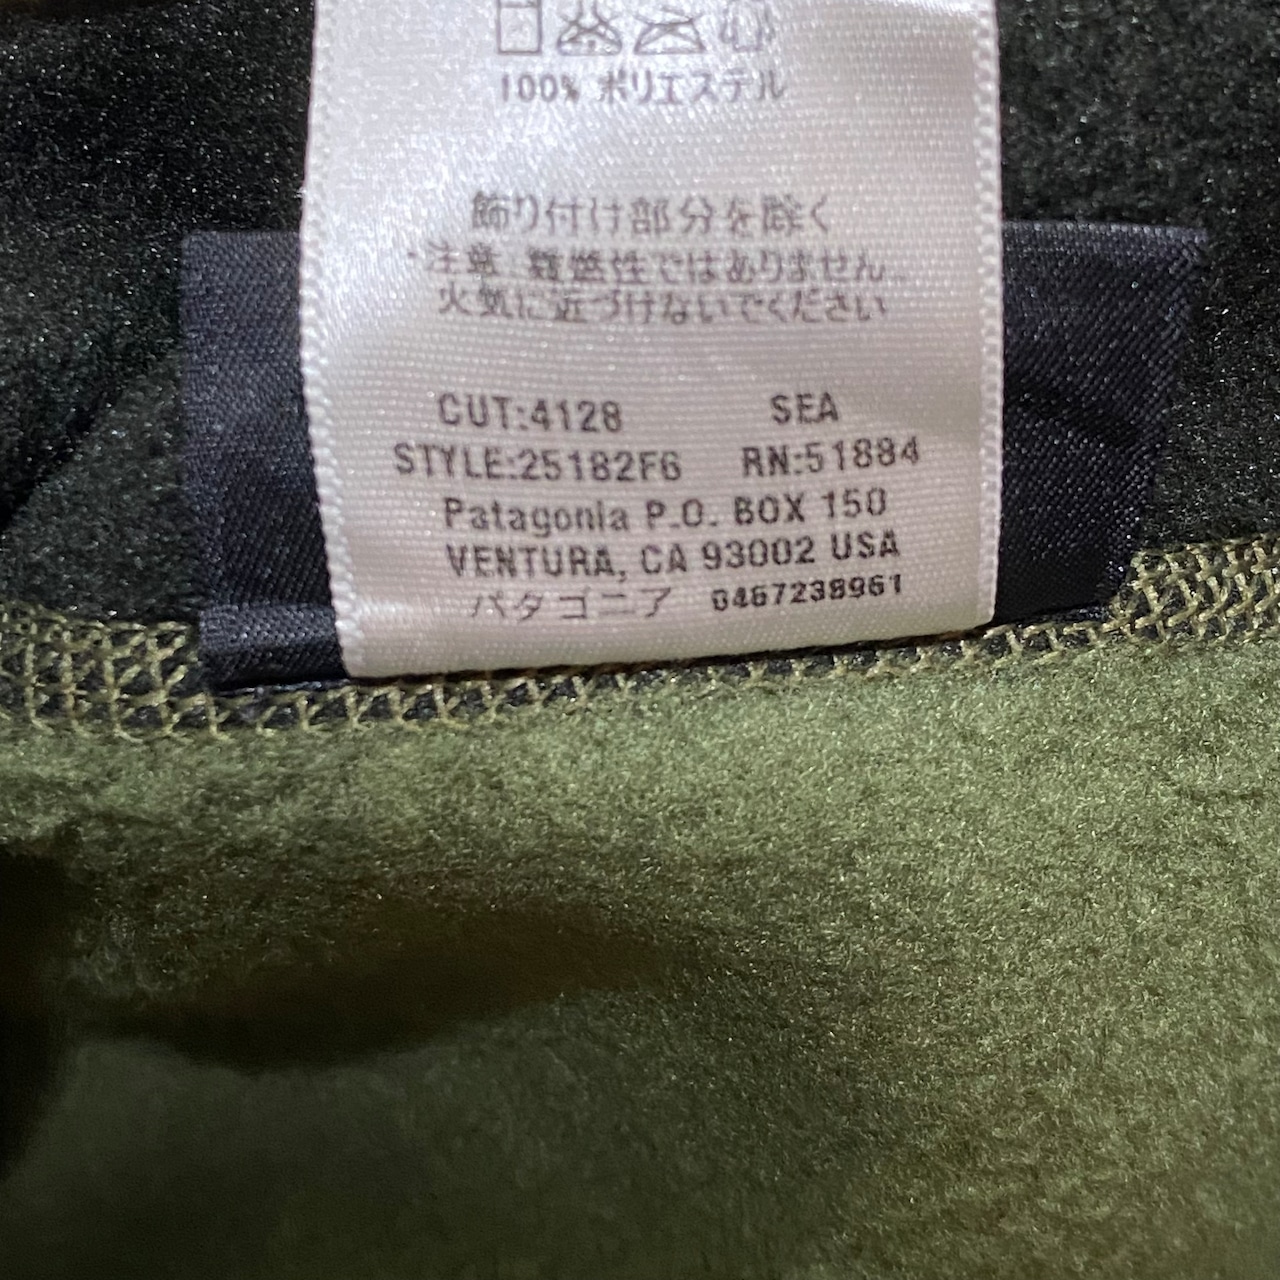 100% ポリエステル
飾り付け部分を除く
・注意 難燃性ではありません。
火気に近づけないでください
CUT:4128 SEA
STYLE:25182F6 RN:51884
Patagonia P.O. BOX 150
VENTURA, CA 93002 USA
パタゴニア 0467238961